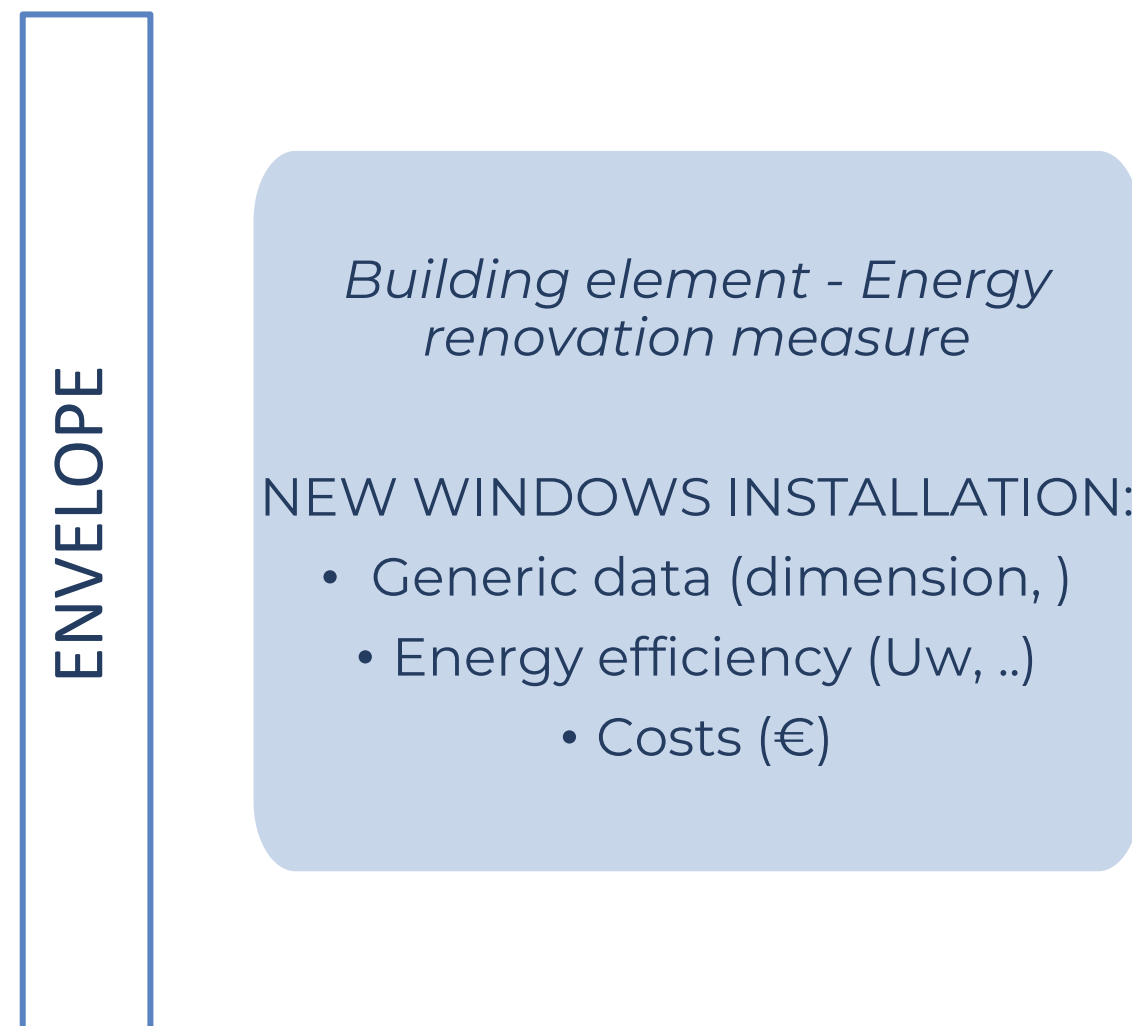 ENVELOPE
Building element - Energy
renovation measure
NEW WINDOWS INSTALLATION:
• Generic data (dimension, )
• Energy efficiency (Uw, ..)
• Costs (€)